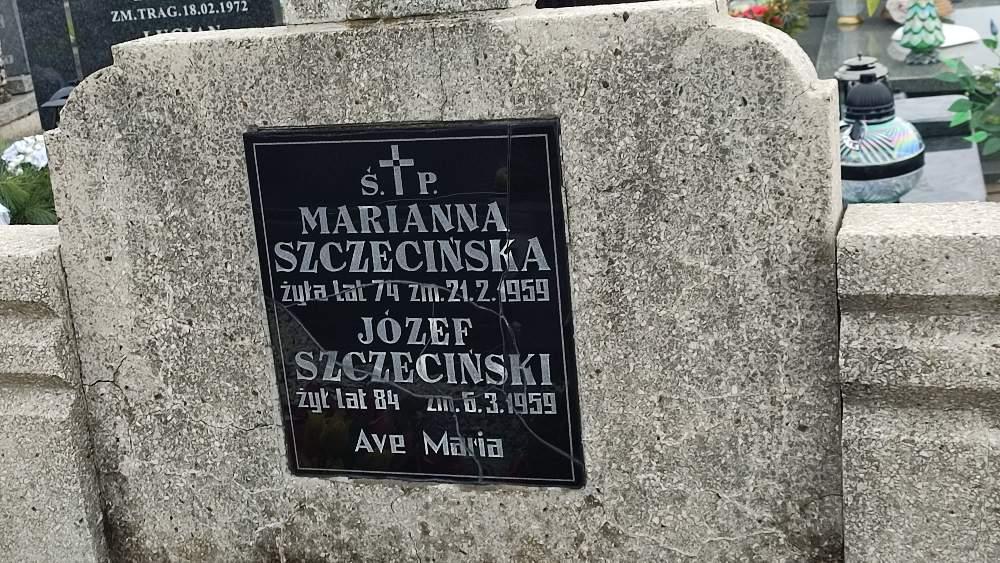 ZM.TRAG.18.02.1972
LUCJAN
Ś. P.
MARIANNA
SZCZECIŃSKA
żyła lat 74 zm.21.2.1959
JÓZEF
SZCZECIŃSKI
żył lat 84 zm.6.3.1959
Ave Maria